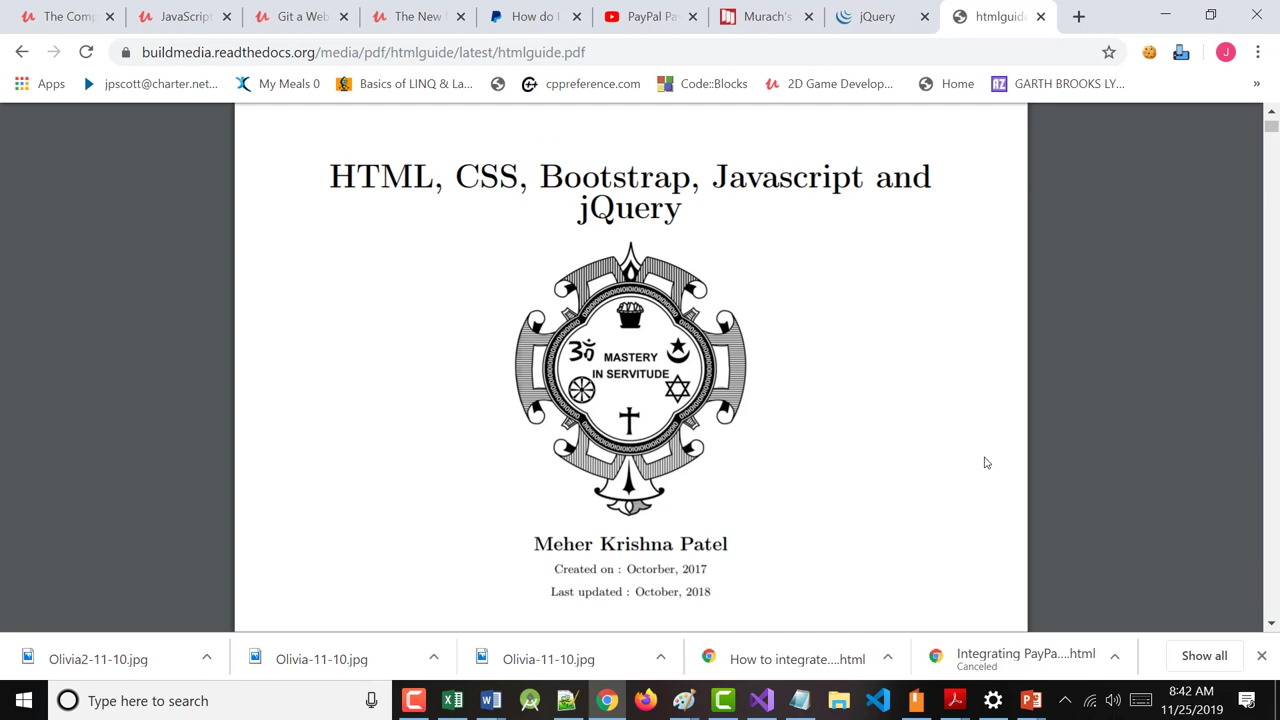 The Comp
JavaScript
Git a Web
The New
How do I
PayPal Pa
Murach's
jQuery
htmlguid
buildmedia.readthedocs.org/media/pdf/htmlguide/latest/htmlguide.pdf
J
Apps
jpscott@charter.net...
My Meals 0
Basics of LINQ & La...
cppreference.com
Code::Blocks
2D Game Develop...
Home
AZ
GARTH BROOKS LY...
»
HTML, CSS, Bootstrap, Javascript and
jQuery
ॐ
MASTERY
IN SERVITUDE
Meher Krishna Patel
Created on : Octorber, 2017
Last updated : October, 2018
Olivia2-11-10.jpg
Olivia-11-10.jpg
Olivia-11-10.jpg
How to integrate....html
Integrating PayPa....html
Canceled
Show all
Type here to search
8:42 AM
11/25/2019